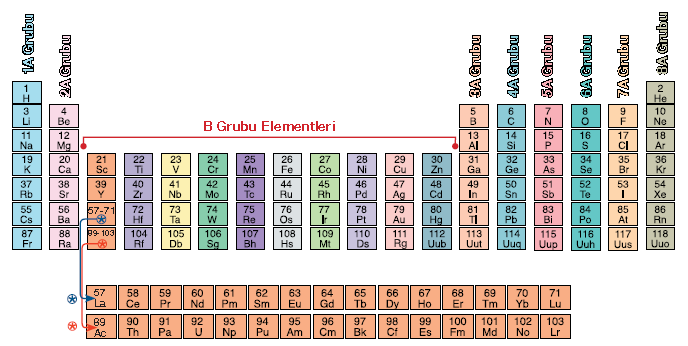 1A Grubu 2A Grubu 3A Grubu 4A Grubu 5A Grubu 6A Grubu 7A Grubu 8A Grubu
B Grubu Elementleri
1 2
H He
3 4 5 6 7 8 9 10
Li Be B C N O F Ne
11 12 13 14 15 16 17 18
Na Mg Al Si P S Cl Ar
19 20 21 22 23 24 25 26 27 28 29 30 31 32 33 34 35 36
K Ca Sc Ti V Cr Mn Fe Co Ni Cu Zn Ga Ge As Se Br Kr
37 38 39 40 41 42 43 44 45 46 47 48 49 50 51 52 53 54
Rb Sr Y Zr Nb Mo Tc Ru Rh Pd Ag Cd In Sn Sb Te I Xe
55 56 57-71 72 73 74 75 76 77 78 79 80 81 82 83 84 85 86
Cs Ba Hf Ta W Re Os Ir Pt Au Hg Tl Pb Bi Po At Rn
87 88 89-103 104 105 106 107 108 109 110 111 112 113 114 115 116 117 118
Fr Ra Rf Db Sg Bh Hs Mt Ds Rg Uub Uut Uuq Uup Uuh Uus Uuo
57 58 59 60 61 62 63 64 65 66 67 68 69 70 71
La Ce Pr Nd Pm Sm Eu Gd Tb Dy Ho Er Tm Yb Lu
89 90 91 92 93 94 95 96 97 98 99 100 101 102 103
Ac Th Pa U Np Pu Am Cm Bk Cf Es Fm Md No Lr